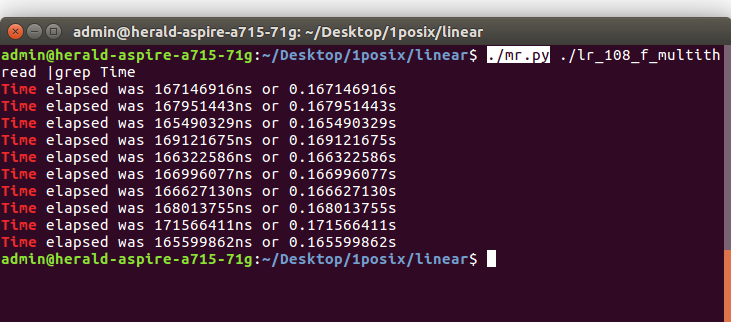 admin@herald-aspire-a715-71g: ~/Desktop/1posix/linear
admin@herald-aspire-a715-71g:~/Desktop/1posix/linear$ ./mr.py ./lr_108_f_multith
read |grep Time
Time elapsed was 167146916ns or 0.167146916s
Time elapsed was 167951443ns or 0.167951443s
Time elapsed was 165490329ns or 0.165490329s
Time elapsed was 169121675ns or 0.169121675s
Time elapsed was 166322586ns or 0.166322586s
Time elapsed was 166996077ns or 0.166996077s
Time elapsed was 166627130ns or 0.166627130s
Time elapsed was 168013755ns or 0.168013755s
Time elapsed was 171566411ns or 0.171566411s
Time elapsed was 165599862ns or 0.165599862s
admin@herald-aspire-a715-71g:~/Desktop/1posix/linear$